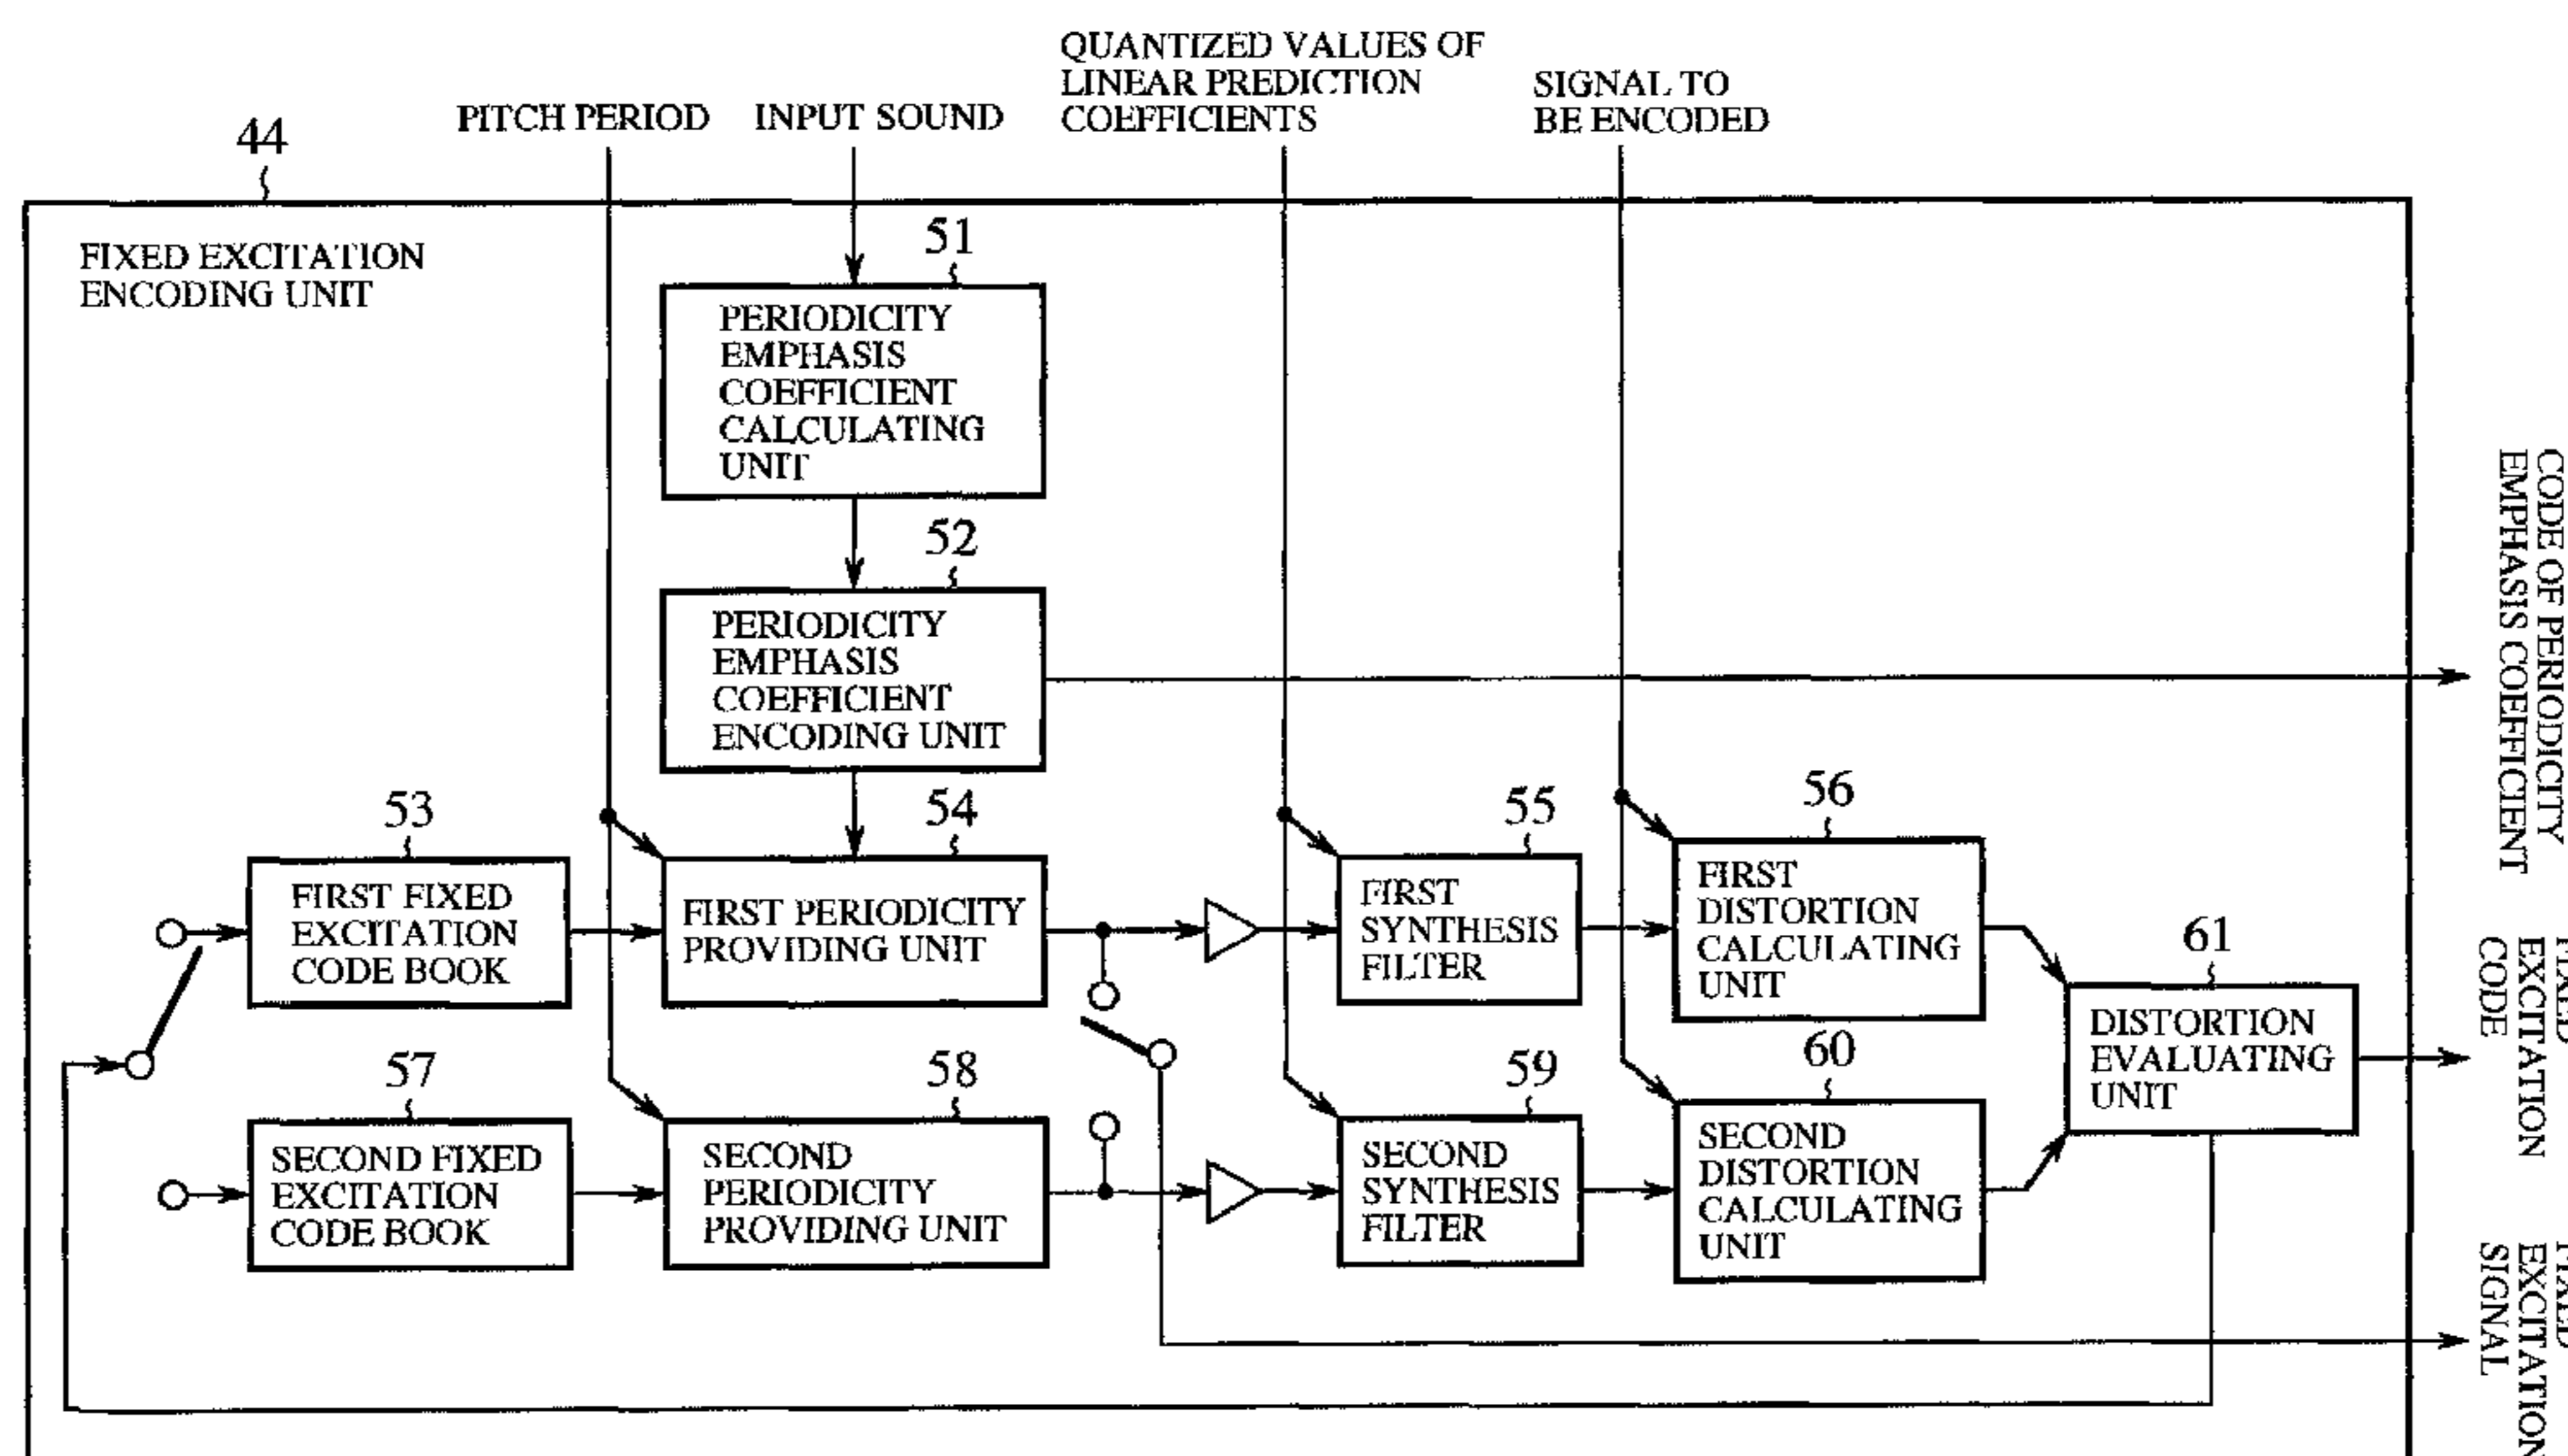 QUANTIZED VALUES OF
LINEAR PREDICTION
COEFFICIENTS
SIGNAL TO
BE ENCODED
PITCH PERIOD
INPUT SOUND
44
FIXED EXCITATION
ENCODING UNIT
51
PERIODICITY
EMPHASIS
COEFFICIENT
CALCULATING
UNIT
52
PERIODICITY
EMPHASIS
COEFFICIENT
ENCODING UNIT
CODE OF PERIODICITY
EMPHASIS COEFFICIENT
53
FIRST FIXED
EXCITATION
CODE BOOK
54
FIRST PERIODICITY
PROVIDING UNIT
55
FIRST
SYNTHESIS
FILTER
56
FIRST
DISTORTION
CALCULATING
UNIT
61
DISTORTION
EVALUATING
UNIT
FIXED
EXCITATION
CODE
57
SECOND FIXED
EXCITATION
CODE BOOK
58
SECOND
PERIODICITY
PROVIDING UNIT
59
SECOND
SYNTHESIS
FILTER
60
SECOND
DISTORTION
CALCULATING
UNIT
FIXED
EXCITATION
SIGNAL